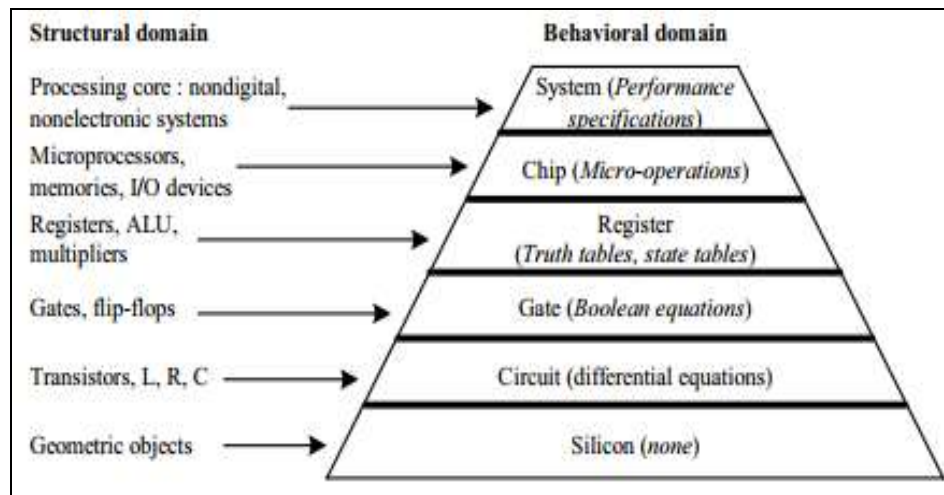 Structural domain
Behavioral domain
Processing core : nondigital,
nonelectronic systems
System (Performance
specifications)
Microprocessors,
memories, I/O devices
Chip (Micro-operations)
Registers, ALU,
multipliers
Register
(Truth tables, state tables)
Gates, flip-flops
Gate (Boolean equations)
Transistors, L, R, C
Circuit (differential equations)
Geometric objects
Silicon (none)